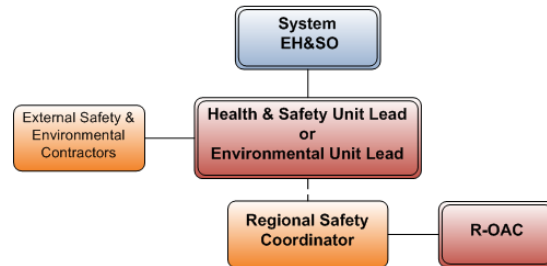 System
EH&SO
External Safety &
Environmental
Contractors
Health & Safety Unit Lead
or
Environmental Unit Lead
Regional Safety
Coordinator
R-OAC